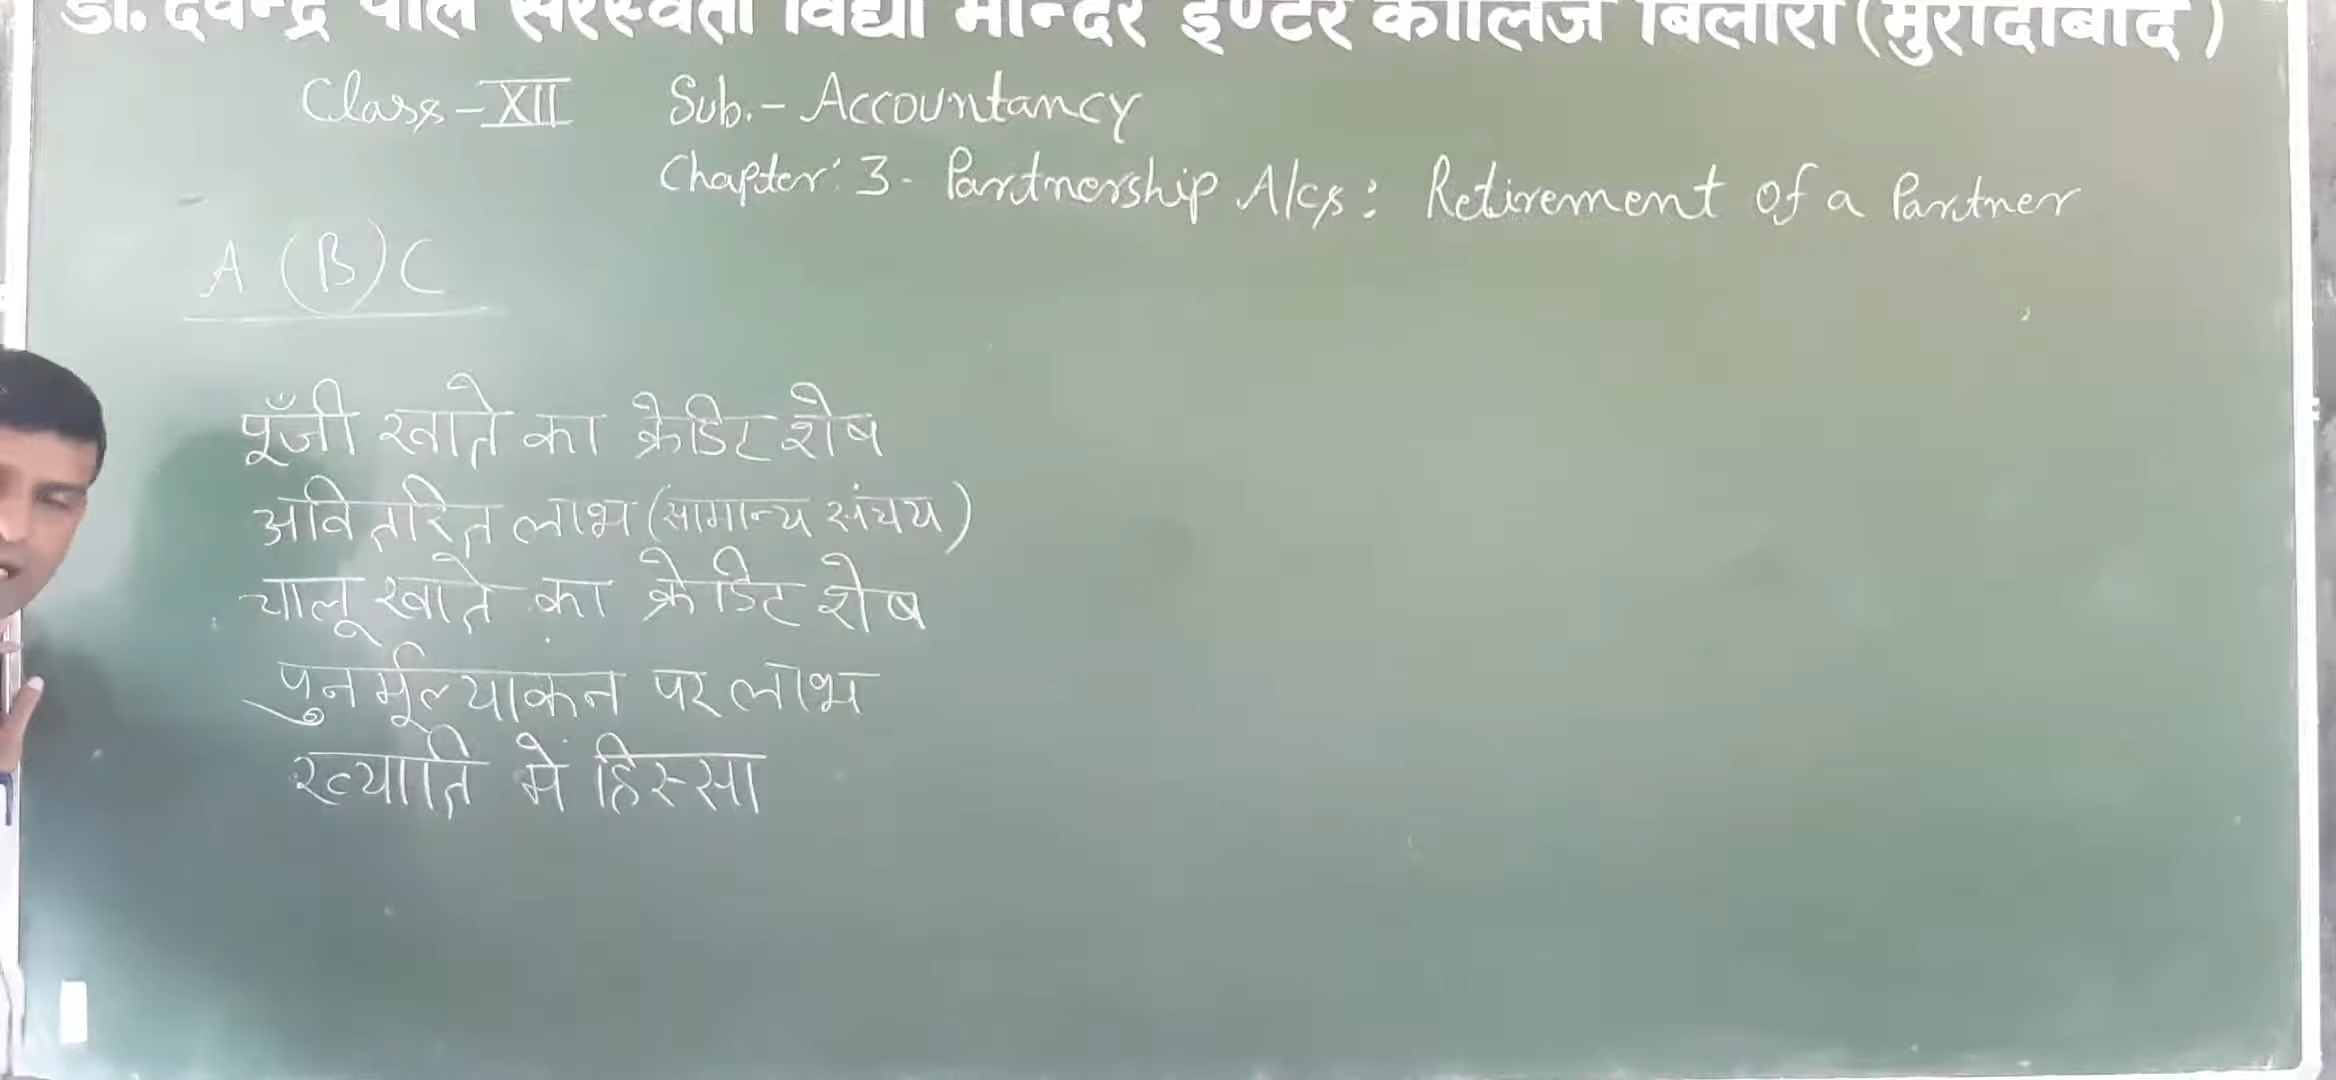 डा. देवेन्द्र पाल सरस्वती विद्या मन्दिर इण्टर कॉलिज बिलारी (मुरादाबाद)
Class - XII Sub. - Accountancy
Chapter: 3 - Partnership A/cs: Retirement of a Partner
A (B) C
पूँजी खाते का क्रेडिट शेष
अवितरित लाभ (सामान्य संचय)
चालू खाते का क्रेडिट शेष
पुनर्मूल्याकन पर लाभ
ख्याति में हिस्सा